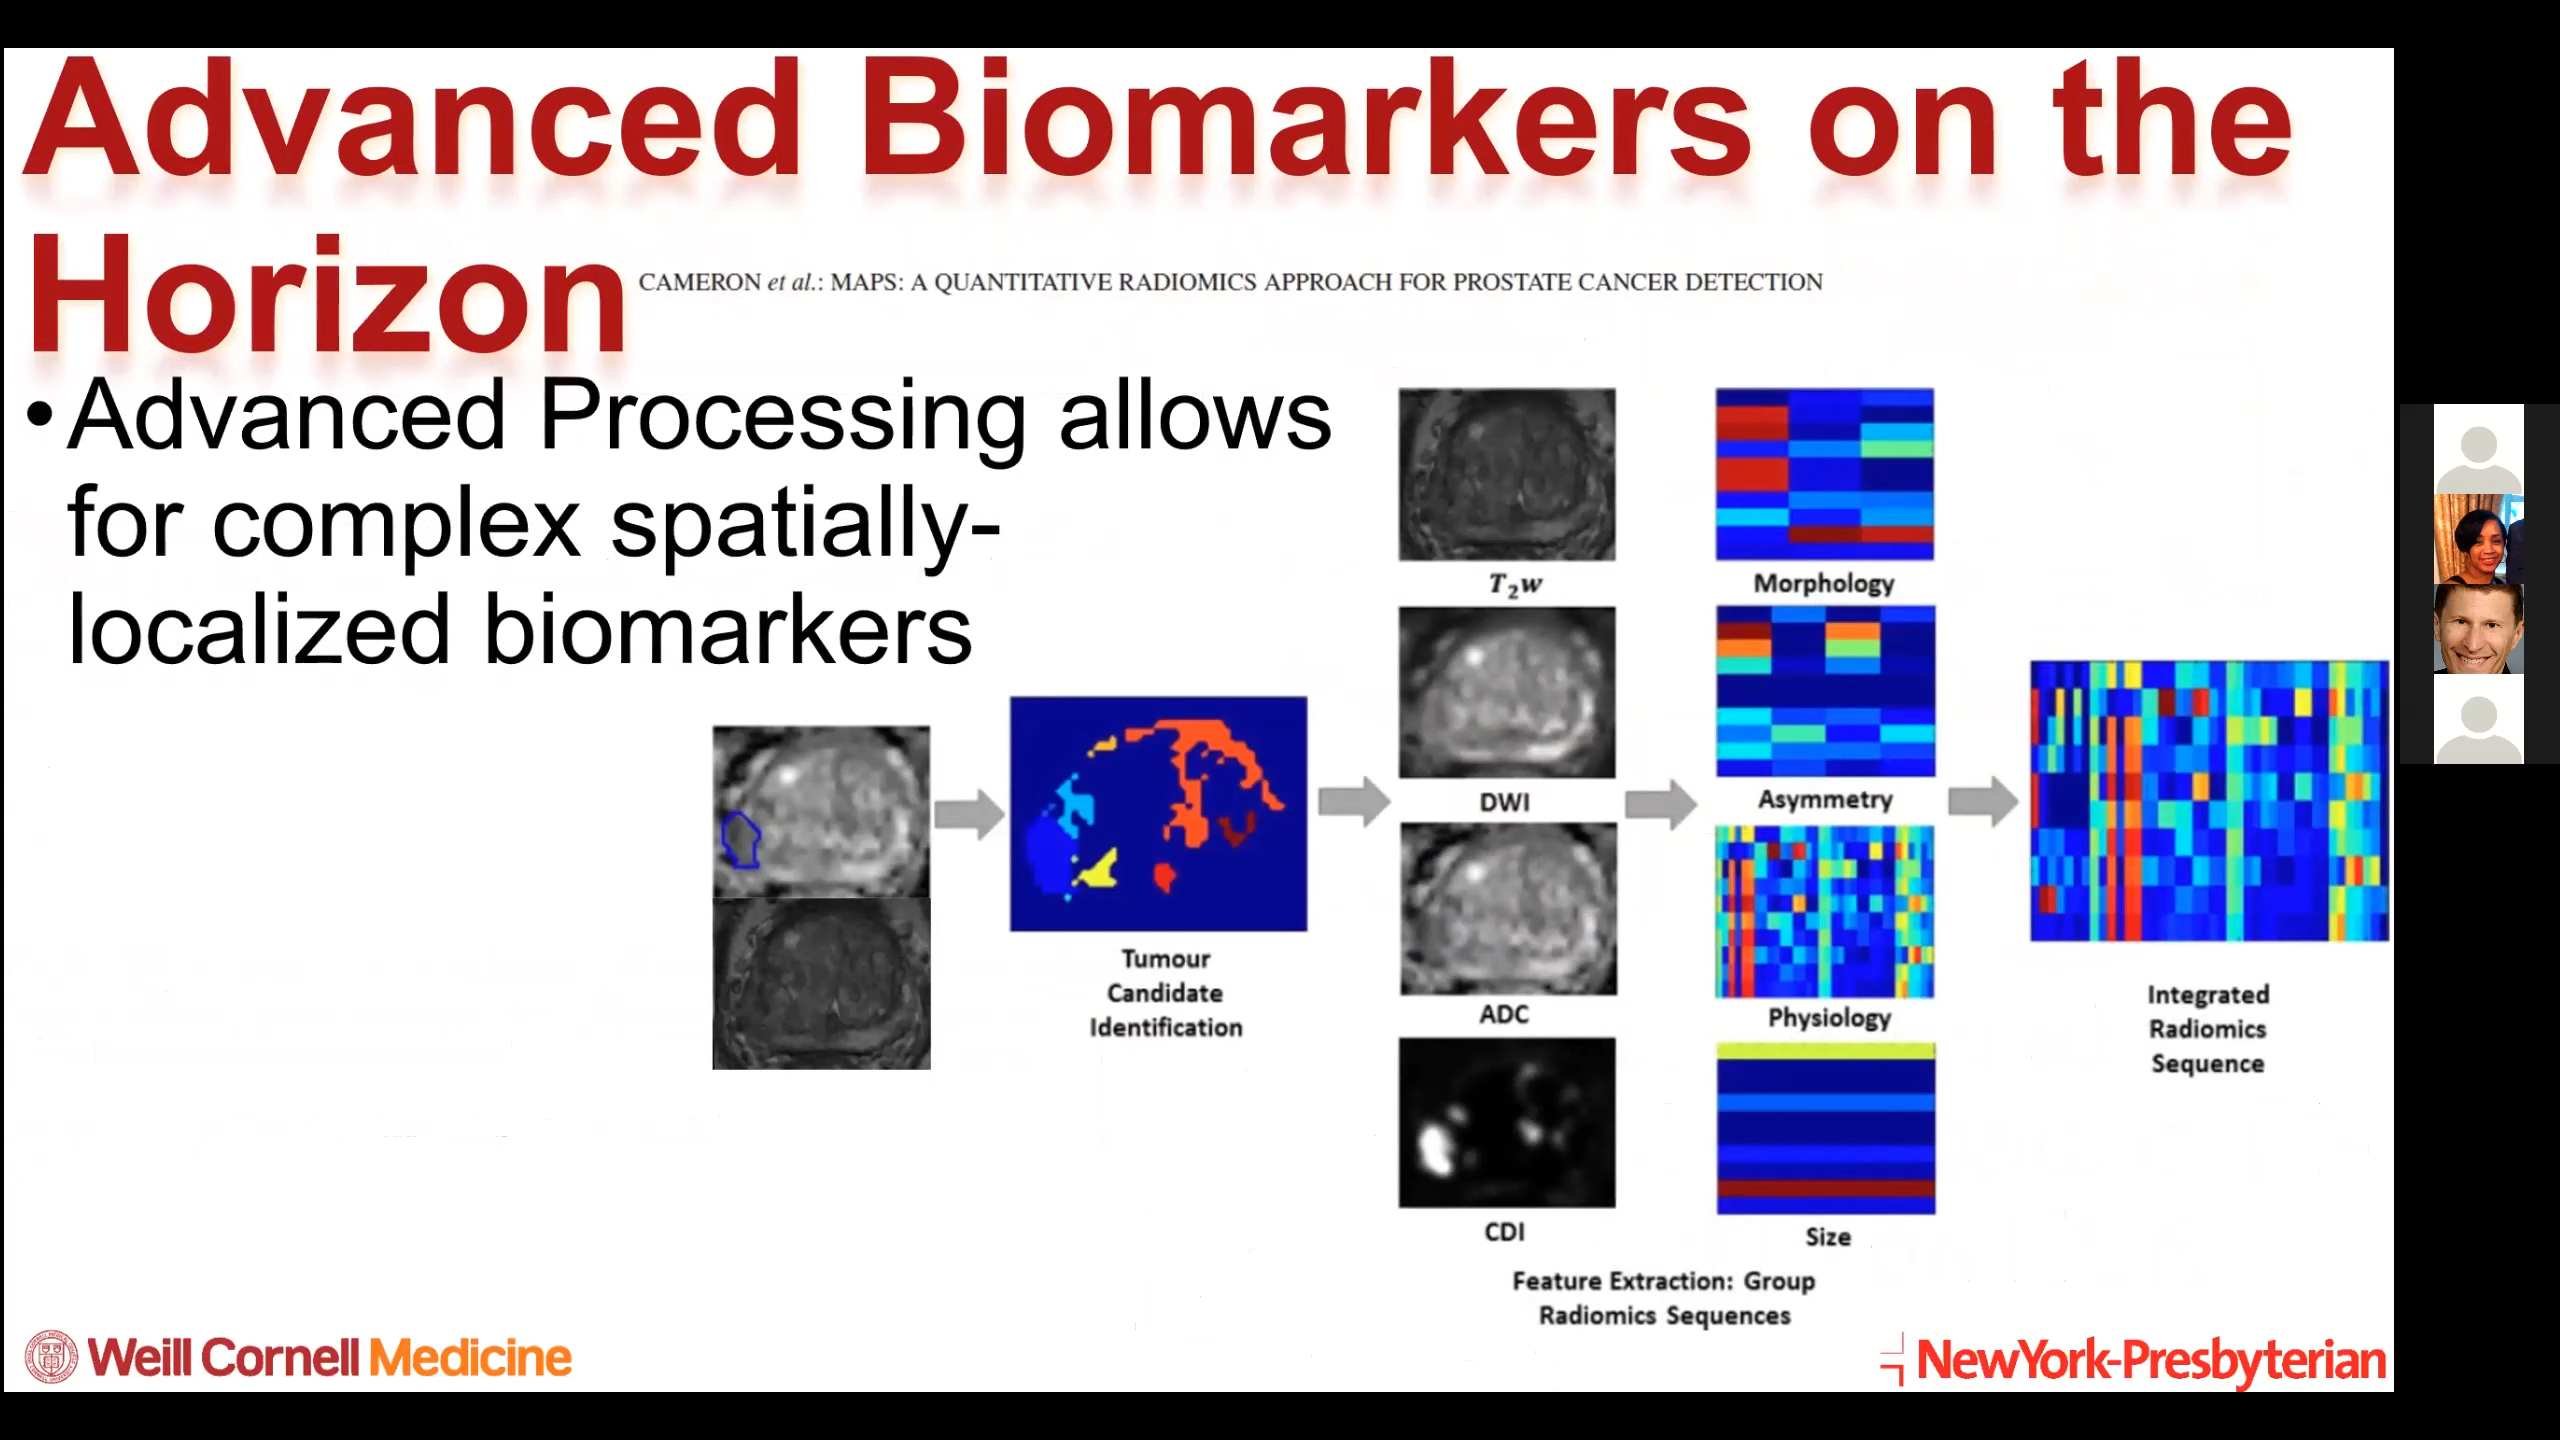 Advanced Biomarkers on the
Horizon
CAMERON et al.: MAPS: A QUANTITATIVE RADIOMICS APPROACH FOR PROSTATE CANCER DETECTION
•Advanced Processing allows
for complex spatially-
localized biomarkers
Tumour
Candidate
Identification
T2w
DWI
ADC
CDI
Morphology
Asymmetry
Physiology
Size
Feature Extraction: Group
Radiomics Sequences
Integrated
Radiomics
Sequence
Weill Cornell Medicine
NewYork-Presbyterian